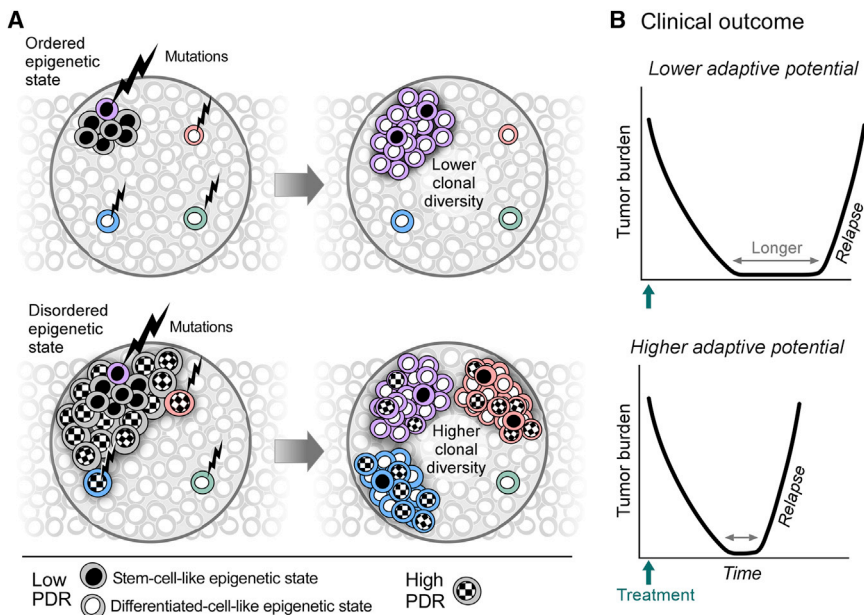 A
Ordered
epigenetic
state
Mutations
Lower
clonal
diversity
Disordered
epigenetic
state
Mutations
Higher
clonal
diversity
Low
PDR
Stem-cell-like epigenetic state
Differentiated-cell-like epigenetic state
High
PDR
B Clinical outcome
Lower adaptive potential
Tumor burden
Longer
Relapse
Higher adaptive potential
Tumor burden
Relapse
Treatment
Time